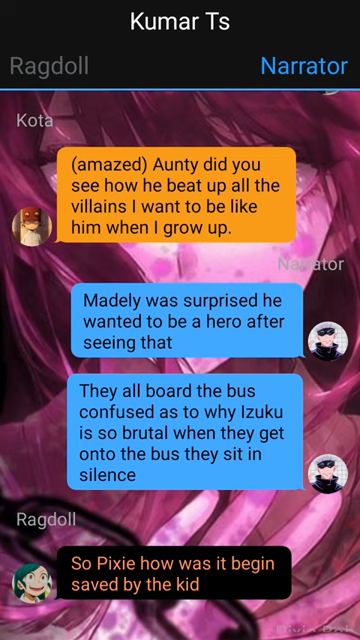 Kumar Ts
Ragdoll
Narrator
Kota
(amazed) Aunty did you
see how he beat up all the
villains I want to be like
him when I grow up.
Narrator
Madely was surprised he
wanted to be a hero after
seeing that
They all board the bus
confused as to why Izuku
is so brutal when they get
onto the bus they sit in
silence
Ragdoll
So Pixie how was it begin
saved by the kid